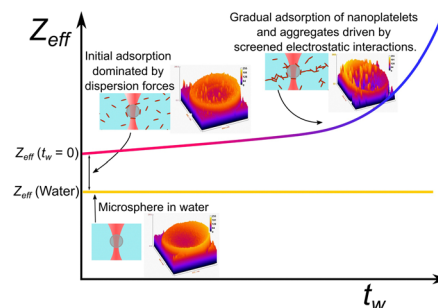 Z_eff
Initial adsorption
dominated by
dispersion forces
Gradual adsorption of nanoplatelets
and aggregates driven by
screened electrostatic interactions.
Z_eff (t_w = 0)
Z_eff (Water)
Microsphere in water
t_w